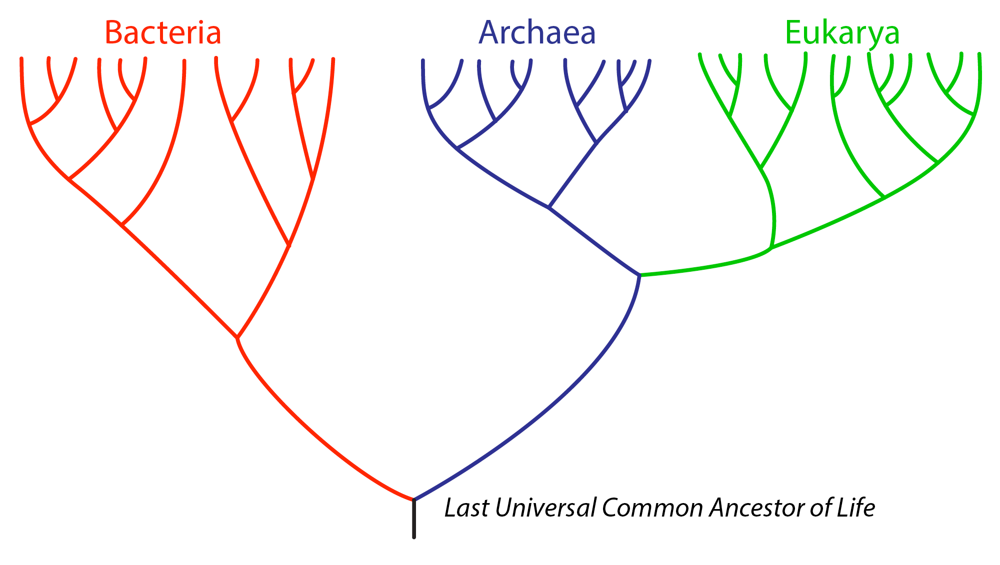 Bacteria
Archaea
Eukarya
Last Universal Common Ancestor of Life